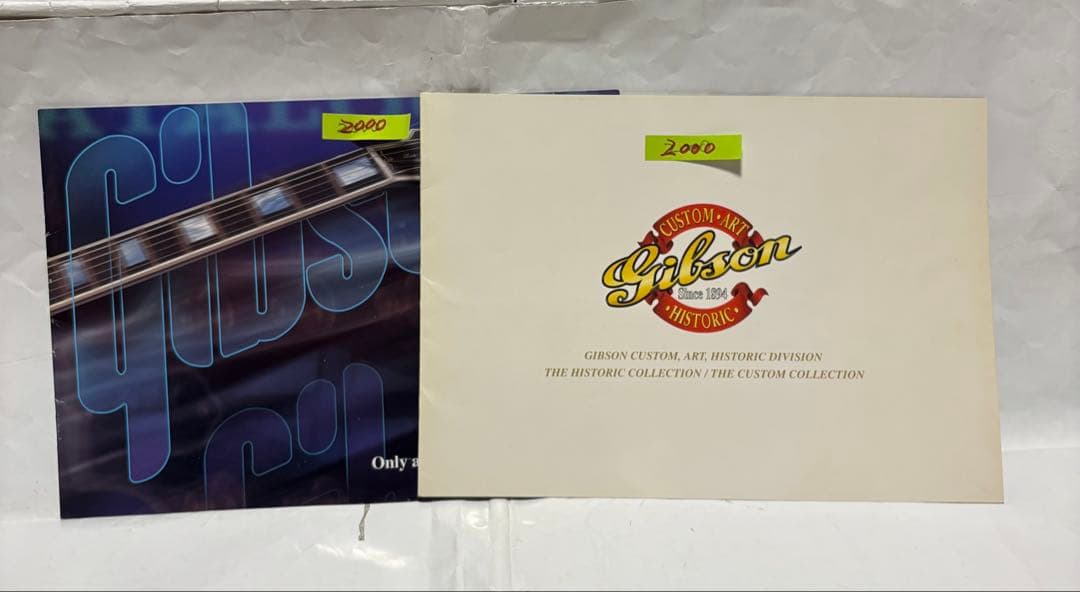 2000
Gibson
Only a
2000
CUSTOM • ART
Gibson
Since 1894
• HISTORIC •
GIBSON CUSTOM, ART, HISTORIC DIVISION
THE HISTORIC COLLECTION / THE CUSTOM COLLECTION